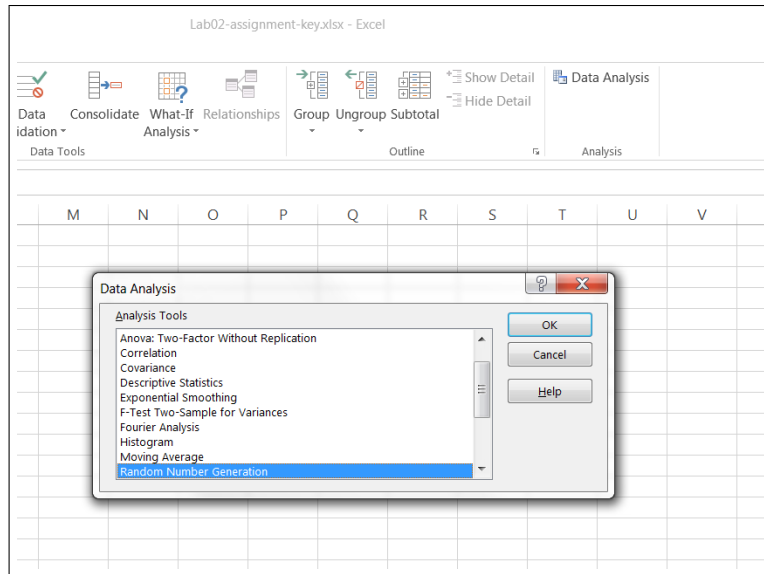 Lab02-assignment-key.xlsx - Excel
Show Detail
Data Analysis
Hide Detail
Data Consolidate What-If Relationships Group Ungroup Subtotal
idation Analysis
Data Tools Outline Analysis
M N O P Q R S T U V
Data Analysis
? X
Analysis Tools
OK
Anova: Two-Factor Without Replication
Correlation
Cancel
Covariance
Descriptive Statistics
Exponential Smoothing
Help
F-Test Two-Sample for Variances
Fourier Analysis
Histogram
Moving Average
Random Number Generation